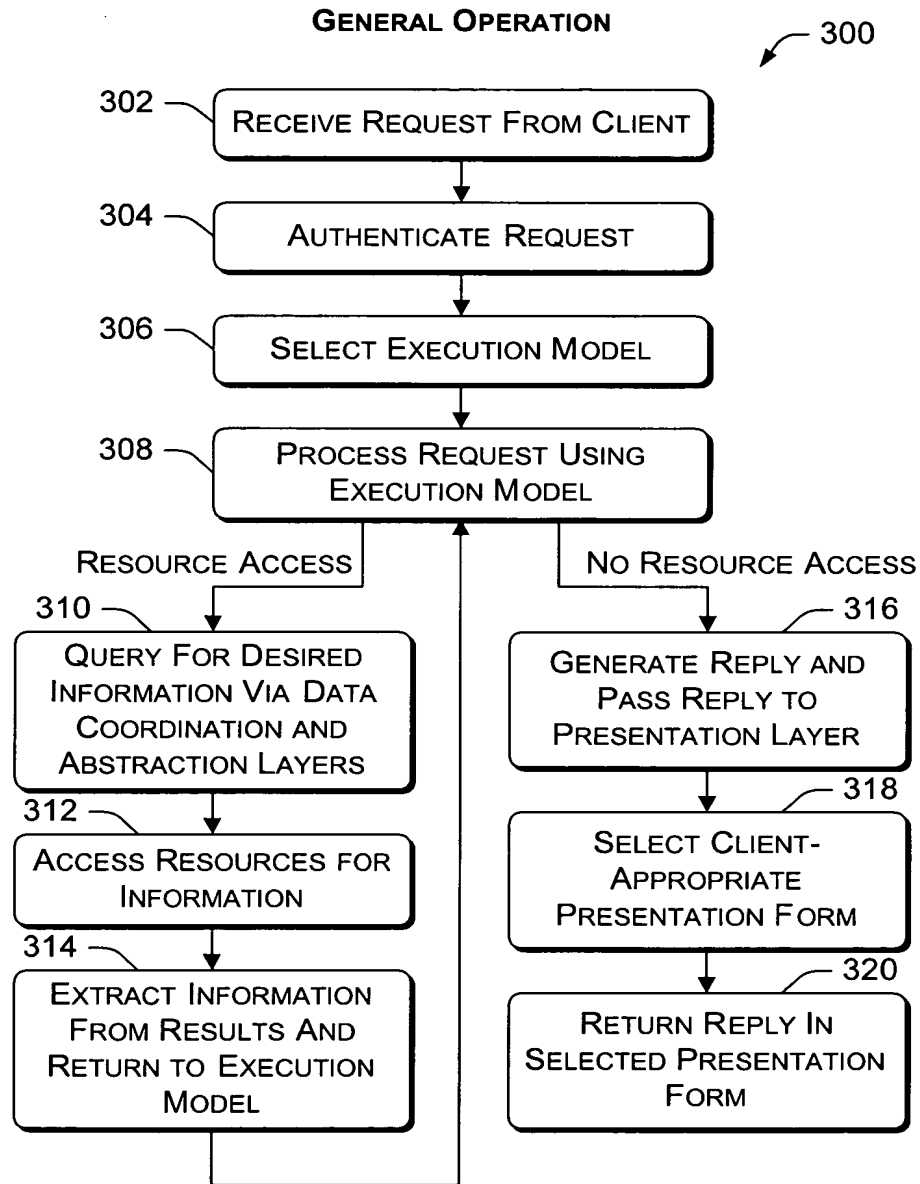 GENERAL OPERATION
300
302
RECEIVE REQUEST FROM CLIENT
304
AUTHENTICATE REQUEST
306
SELECT EXECUTION MODEL
308
PROCESS REQUEST USING
EXECUTION MODEL
RESOURCE ACCESS
NO RESOURCE ACCESS
310
QUERY FOR DESIRED
INFORMATION VIA DATA
COORDINATION AND
ABSTRACTION LAYERS
312
ACCESS RESOURCES FOR
INFORMATION
314
EXTRACT INFORMATION
FROM RESULTS AND
RETURN TO EXECUTION
MODEL
316
GENERATE REPLY AND
PASS REPLY TO
PRESENTATION LAYER
318
SELECT CLIENT-
APPROPRIATE
PRESENTATION FORM
320
RETURN REPLY IN
SELECTED PRESENTATION
FORM